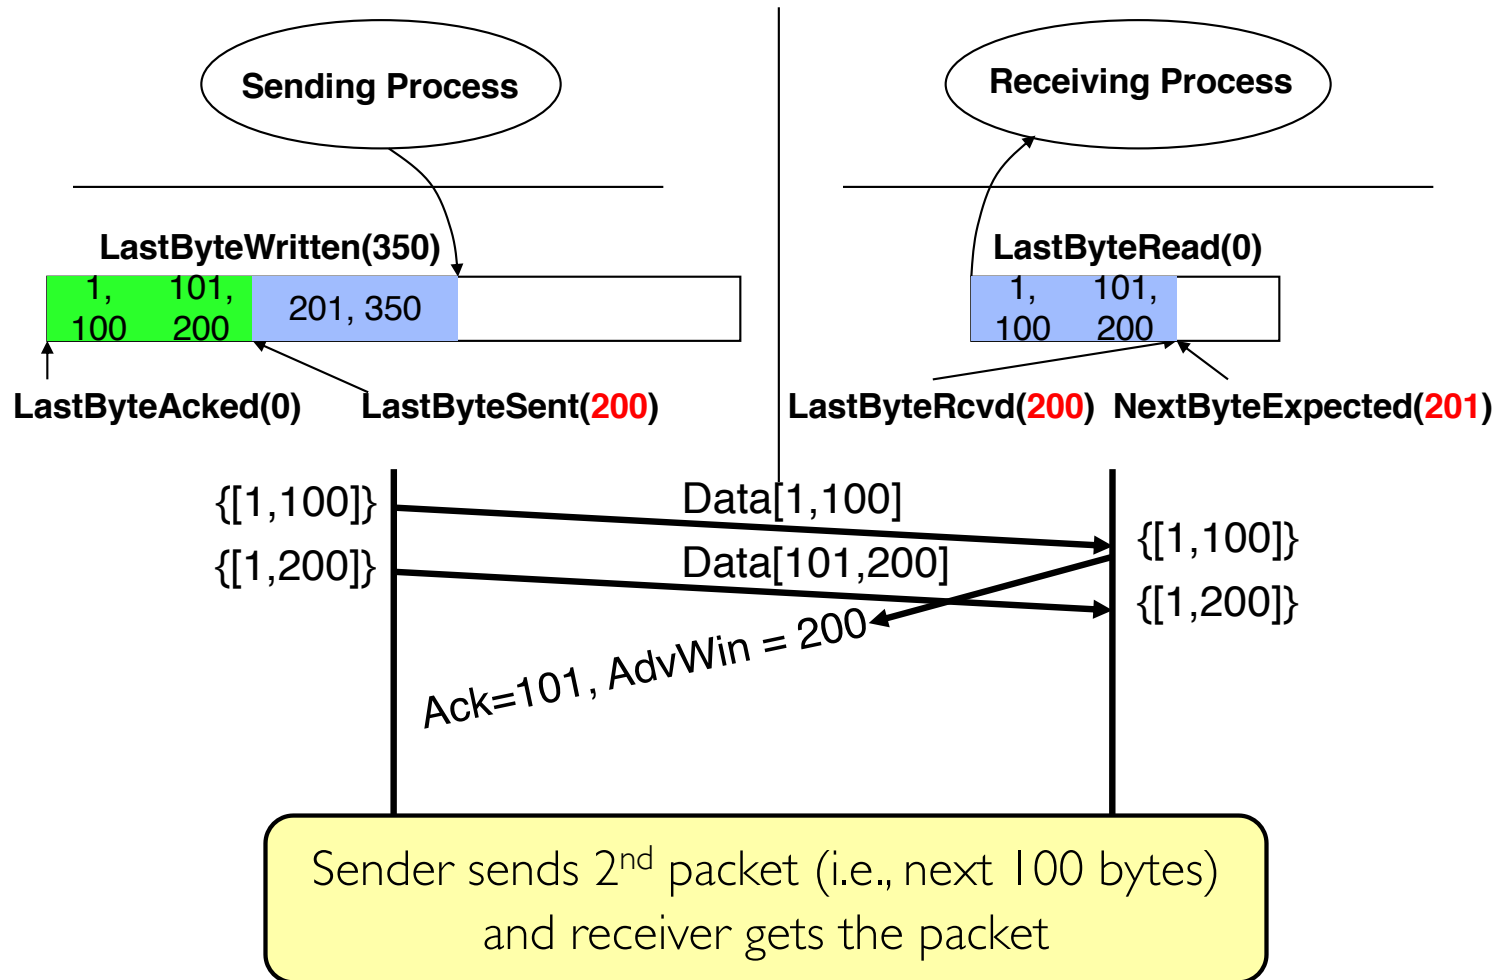 Sending Process
Receiving Process
LastByteWritten(350)
LastByteRead(0)
1,
100
101,
200
201, 350
1,
100
101,
200
LastByteAcked(0)
LastByteSent(200)
LastByteRcvd(200)
NextByteExpected(201)
{[1,100]}
Data[1,100]
{[1,100]}
{[1,200]}
Data[101,200]
{[1,200]}
Ack=101, AdvWin = 200
Sender sends 2nd packet (i.e., next 100 bytes)
and receiver gets the packet